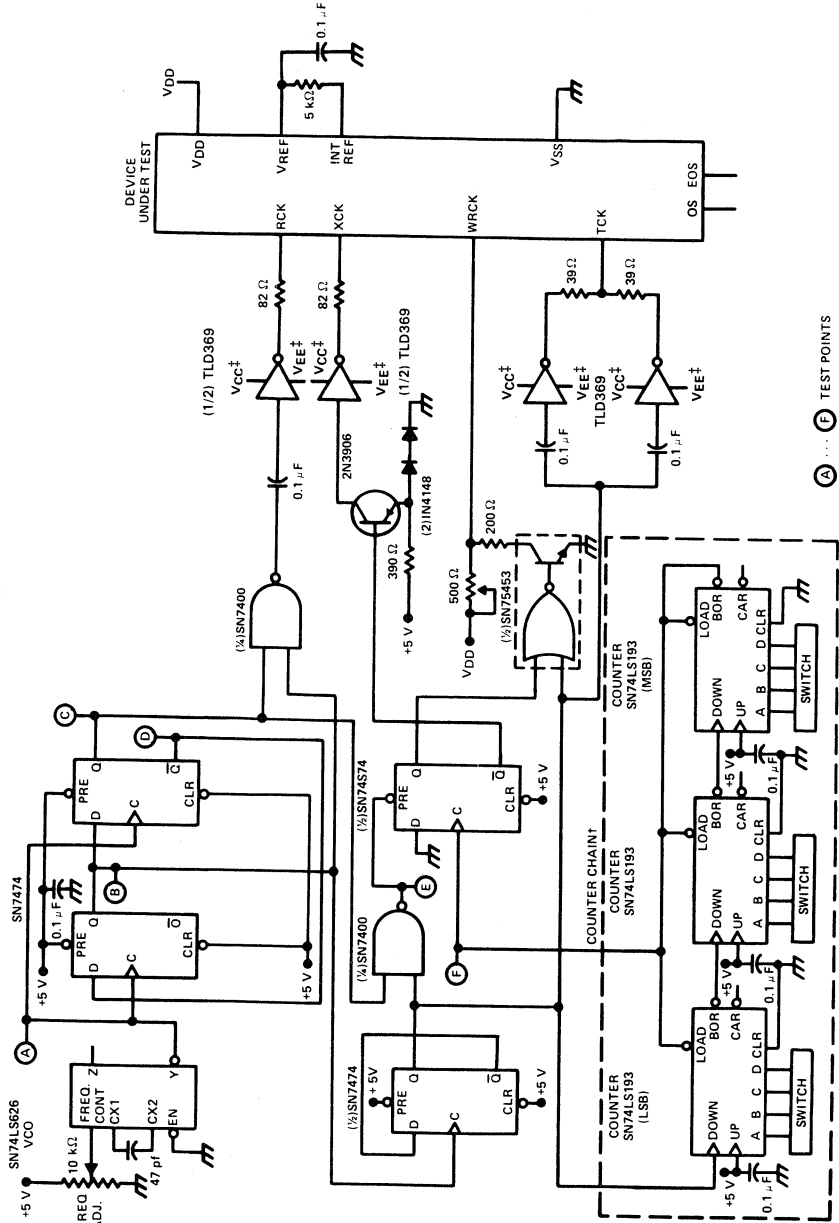 SN74LS626
VCO
+5 V
10 kΩ
REQ
ADJ.
FREQ.
CONT
CX1
CX2
Z
Y
EN
47 pf
A
+5 V
SN7474
0.1 μF
PRE
D
Q
C
Q
CLR
+5 V
B
PRE
D
Q
C
Q
CLR
C
D
(¼)SN7400
0.1 μF
(1/2) TLD369
VCC‡
VEE‡
82 Ω
VCC‡
VEE‡
82 Ω
(1/2) TLD369
2N3906
390 Ω
+5 V
(2)IN4148
DEVICE
UNDER TEST
RCK
XCK
WRCK
TCK
VDD
VREF
INT
REF
VSS
OS
EOS
VDD
5 kΩ
0.1 μF
(½)SN7474
+5V
PRE
D
Q
C
Q
CLR
+5 V
(¼)SN7400
E
F
(½)SN74S74
PRE
D
Q
C
Q
CLR
+5 V
VDD
500 Ω
200 Ω
(½)SN75453
0.1 μF
0.1 μF
VCC‡
VEE‡
TLD369
VCC‡
VEE‡
39 Ω
39 Ω
COUNTER CHAIN†
COUNTER
SN74LS193
(LSB)
LOAD
DOWN
BOR
UP
CAR
A B C D CLR
SWITCH
+5 V
0.1 μF
COUNTER
SN74LS193
LOAD
DOWN
BOR
UP
CAR
A B C D CLR
SWITCH
+5 V
0.1 μF
COUNTER
SN74LS193
(MSB)
LOAD
DOWN
BOR
UP
CAR
A B C D CLR
SWITCH
+5 V
0.1 μF
A ... F TEST POINTS